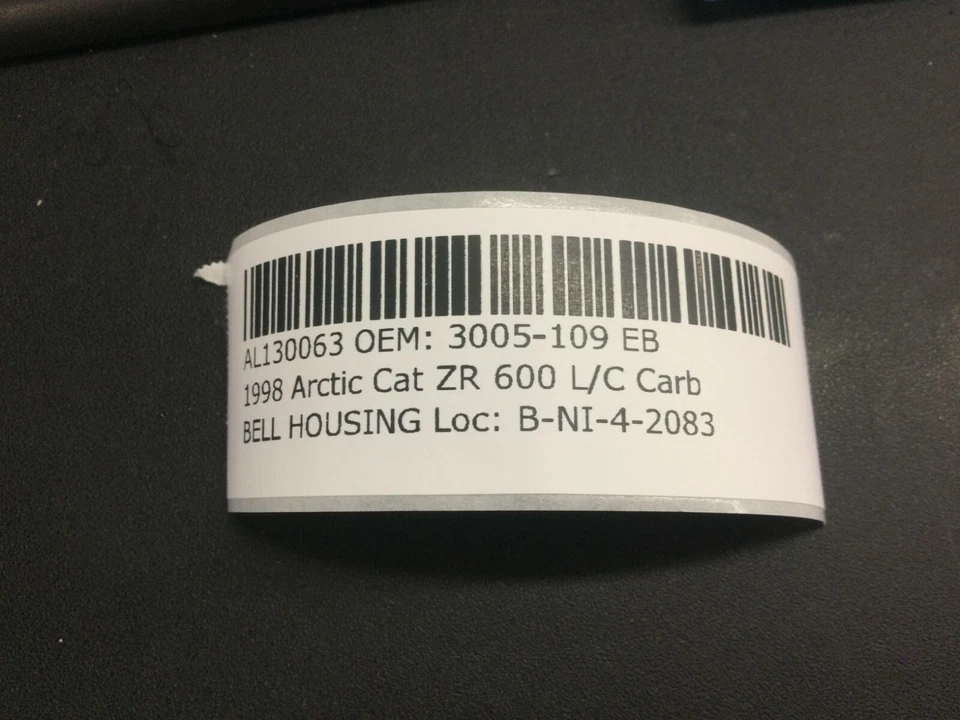 AL130063 OEM: 3005-109 EB
1998 Arctic Cat ZR 600 L/C Carb
BELL HOUSING Loc: B-NI-4-2083